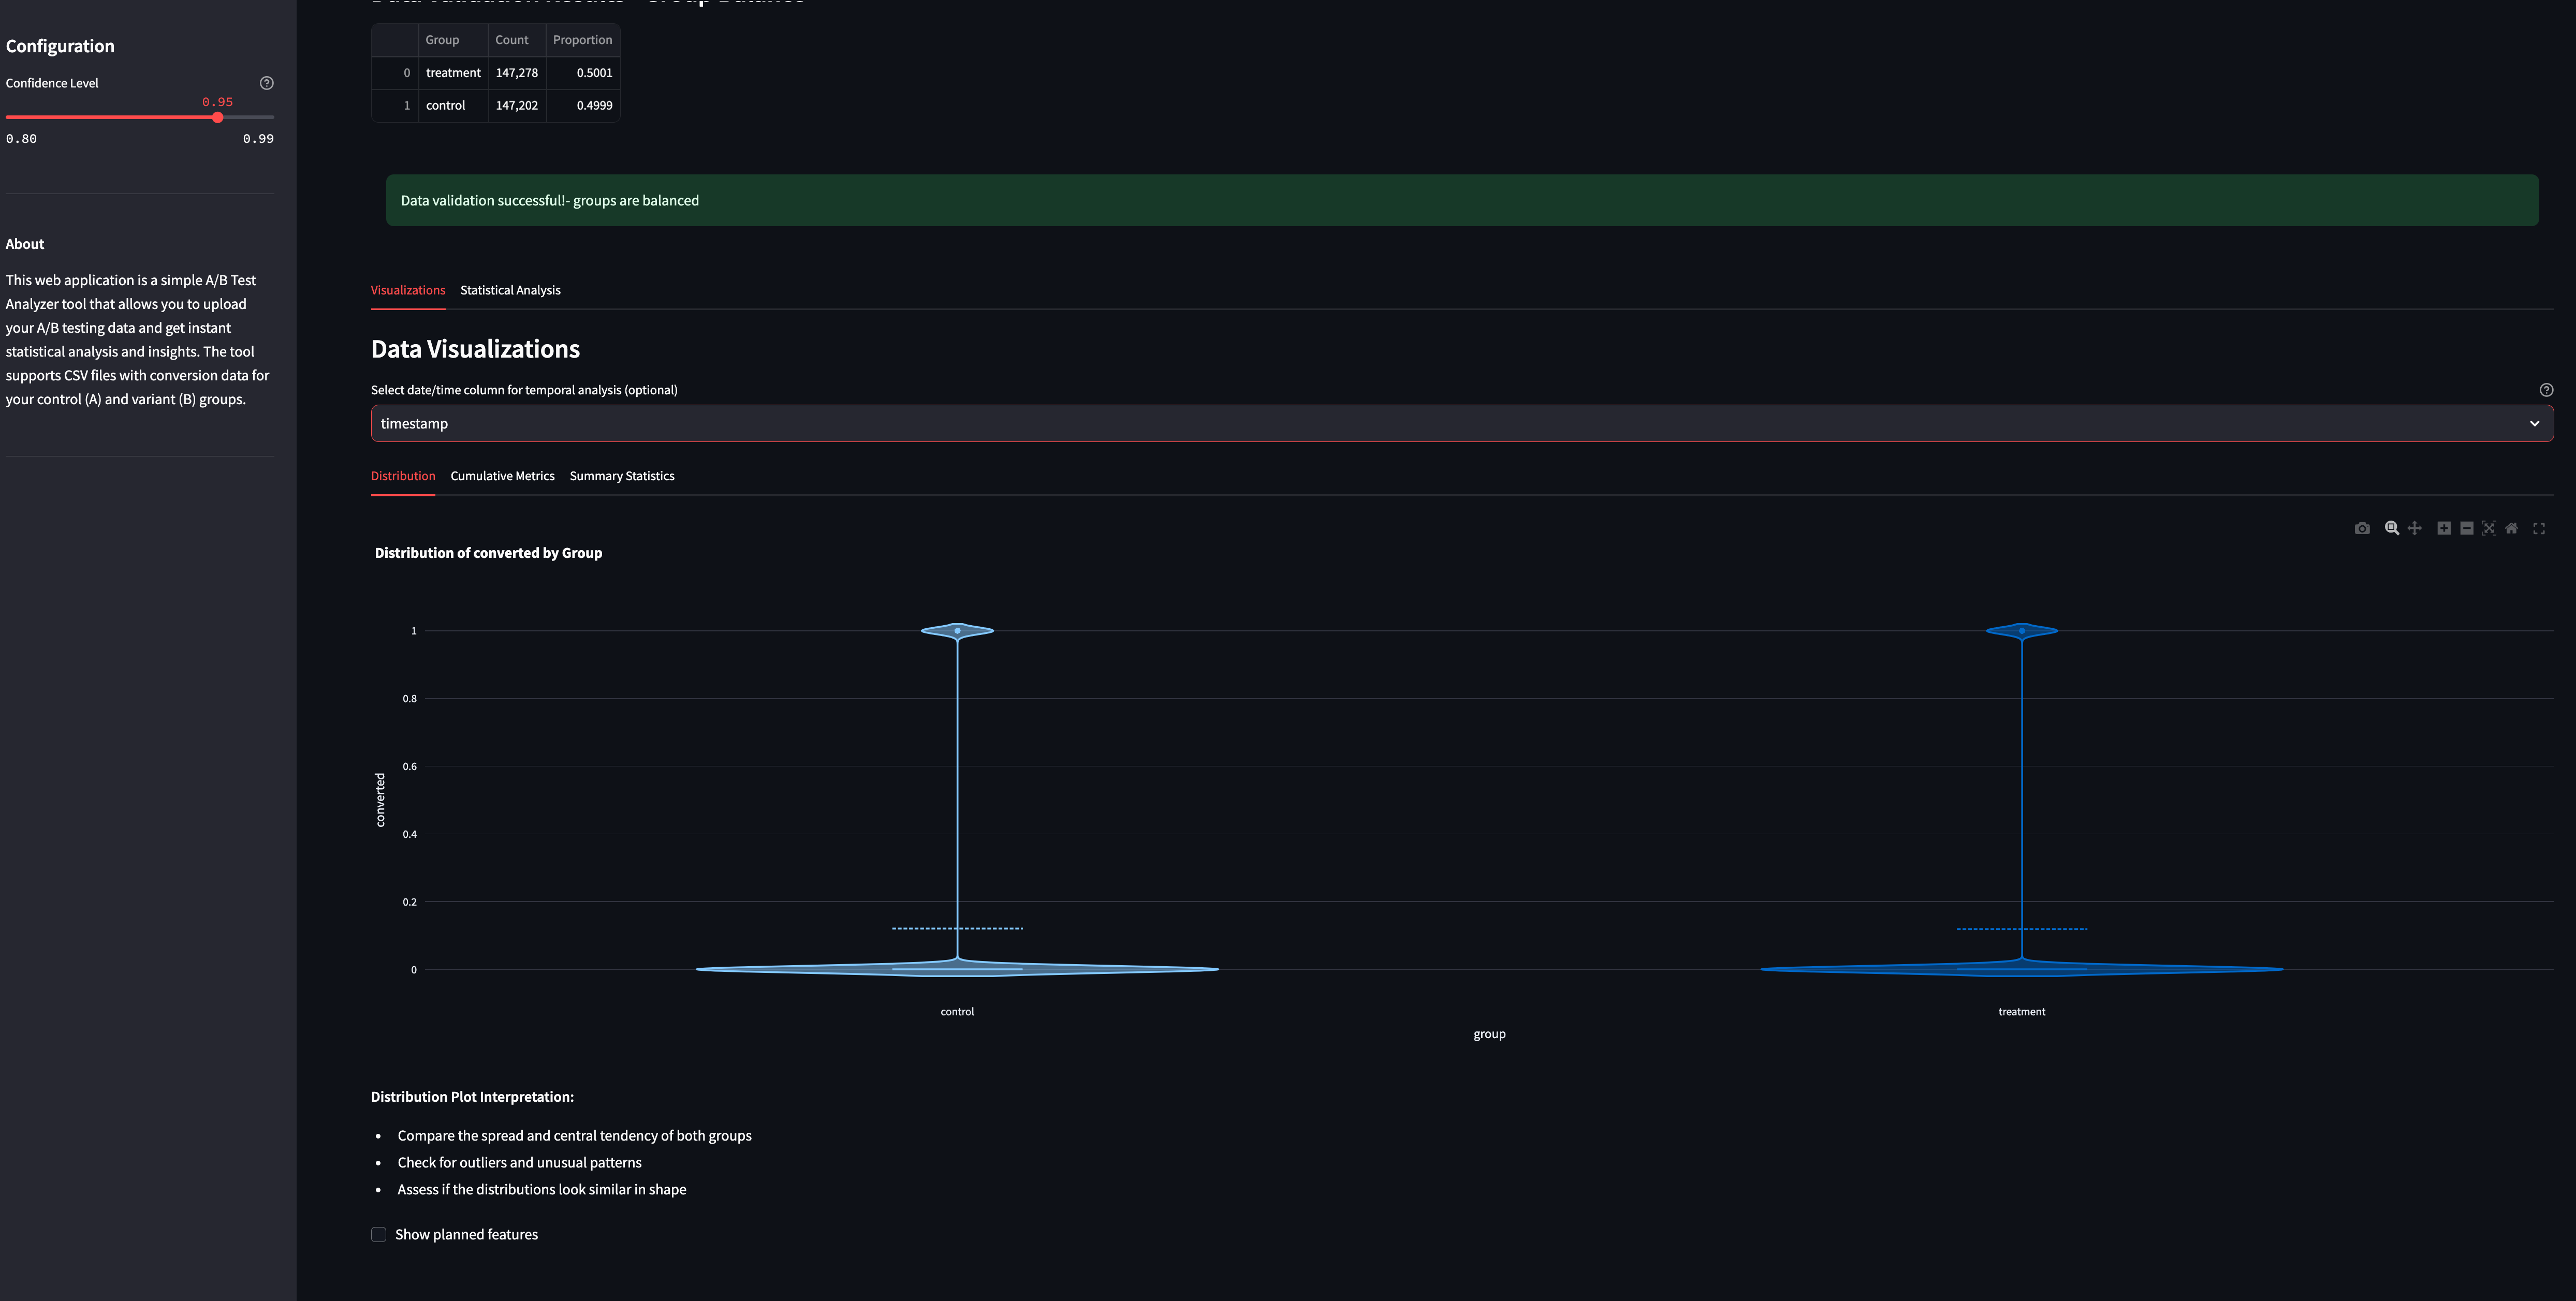 Configuration
Confidence Level
0.95
0.80
0.99
About
This web application is a simple A/B Test
Analyzer tool that allows you to upload
your A/B testing data and get instant
statistical analysis and insights. The tool
supports CSV files with conversion data for
your control (A) and variant (B) groups.
Group Count Proportion
0 treatment 147,278 0.5001
1 control 147,202 0.4999
Data validation successful!- groups are balanced
Visualizations Statistical Analysis
Data Visualizations
Select date/time column for temporal analysis (optional)
timestamp
Distribution Cumulative Metrics Summary Statistics
Distribution of converted by Group
1
0.8
0.6
0.4
0.2
0
converted
control
treatment
group
Distribution Plot Interpretation:
• Compare the spread and central tendency of both groups
• Check for outliers and unusual patterns
• Assess if the distributions look similar in shape
Show planned features